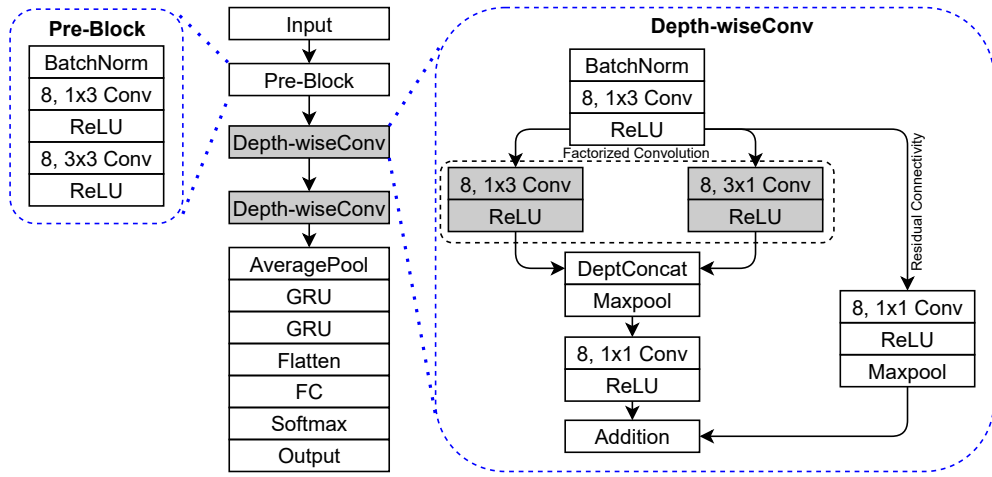 Pre-Block
BatchNorm
8, 1x3 Conv
ReLU
8, 3x3 Conv
ReLU
Input
Pre-Block
Depth-wiseConv
Depth-wiseConv
AveragePool
GRU
GRU
Flatten
FC
Softmax
Output
Depth-wiseConv
BatchNorm
8, 1x3 Conv
ReLU
Factorized Convolution
8, 1x3 Conv
ReLU
8, 3x1 Conv
ReLU
DeptConcat
Maxpool
8, 1x1 Conv
ReLU
Addition
Residual Connectivity
8, 1x1 Conv
ReLU
Maxpool